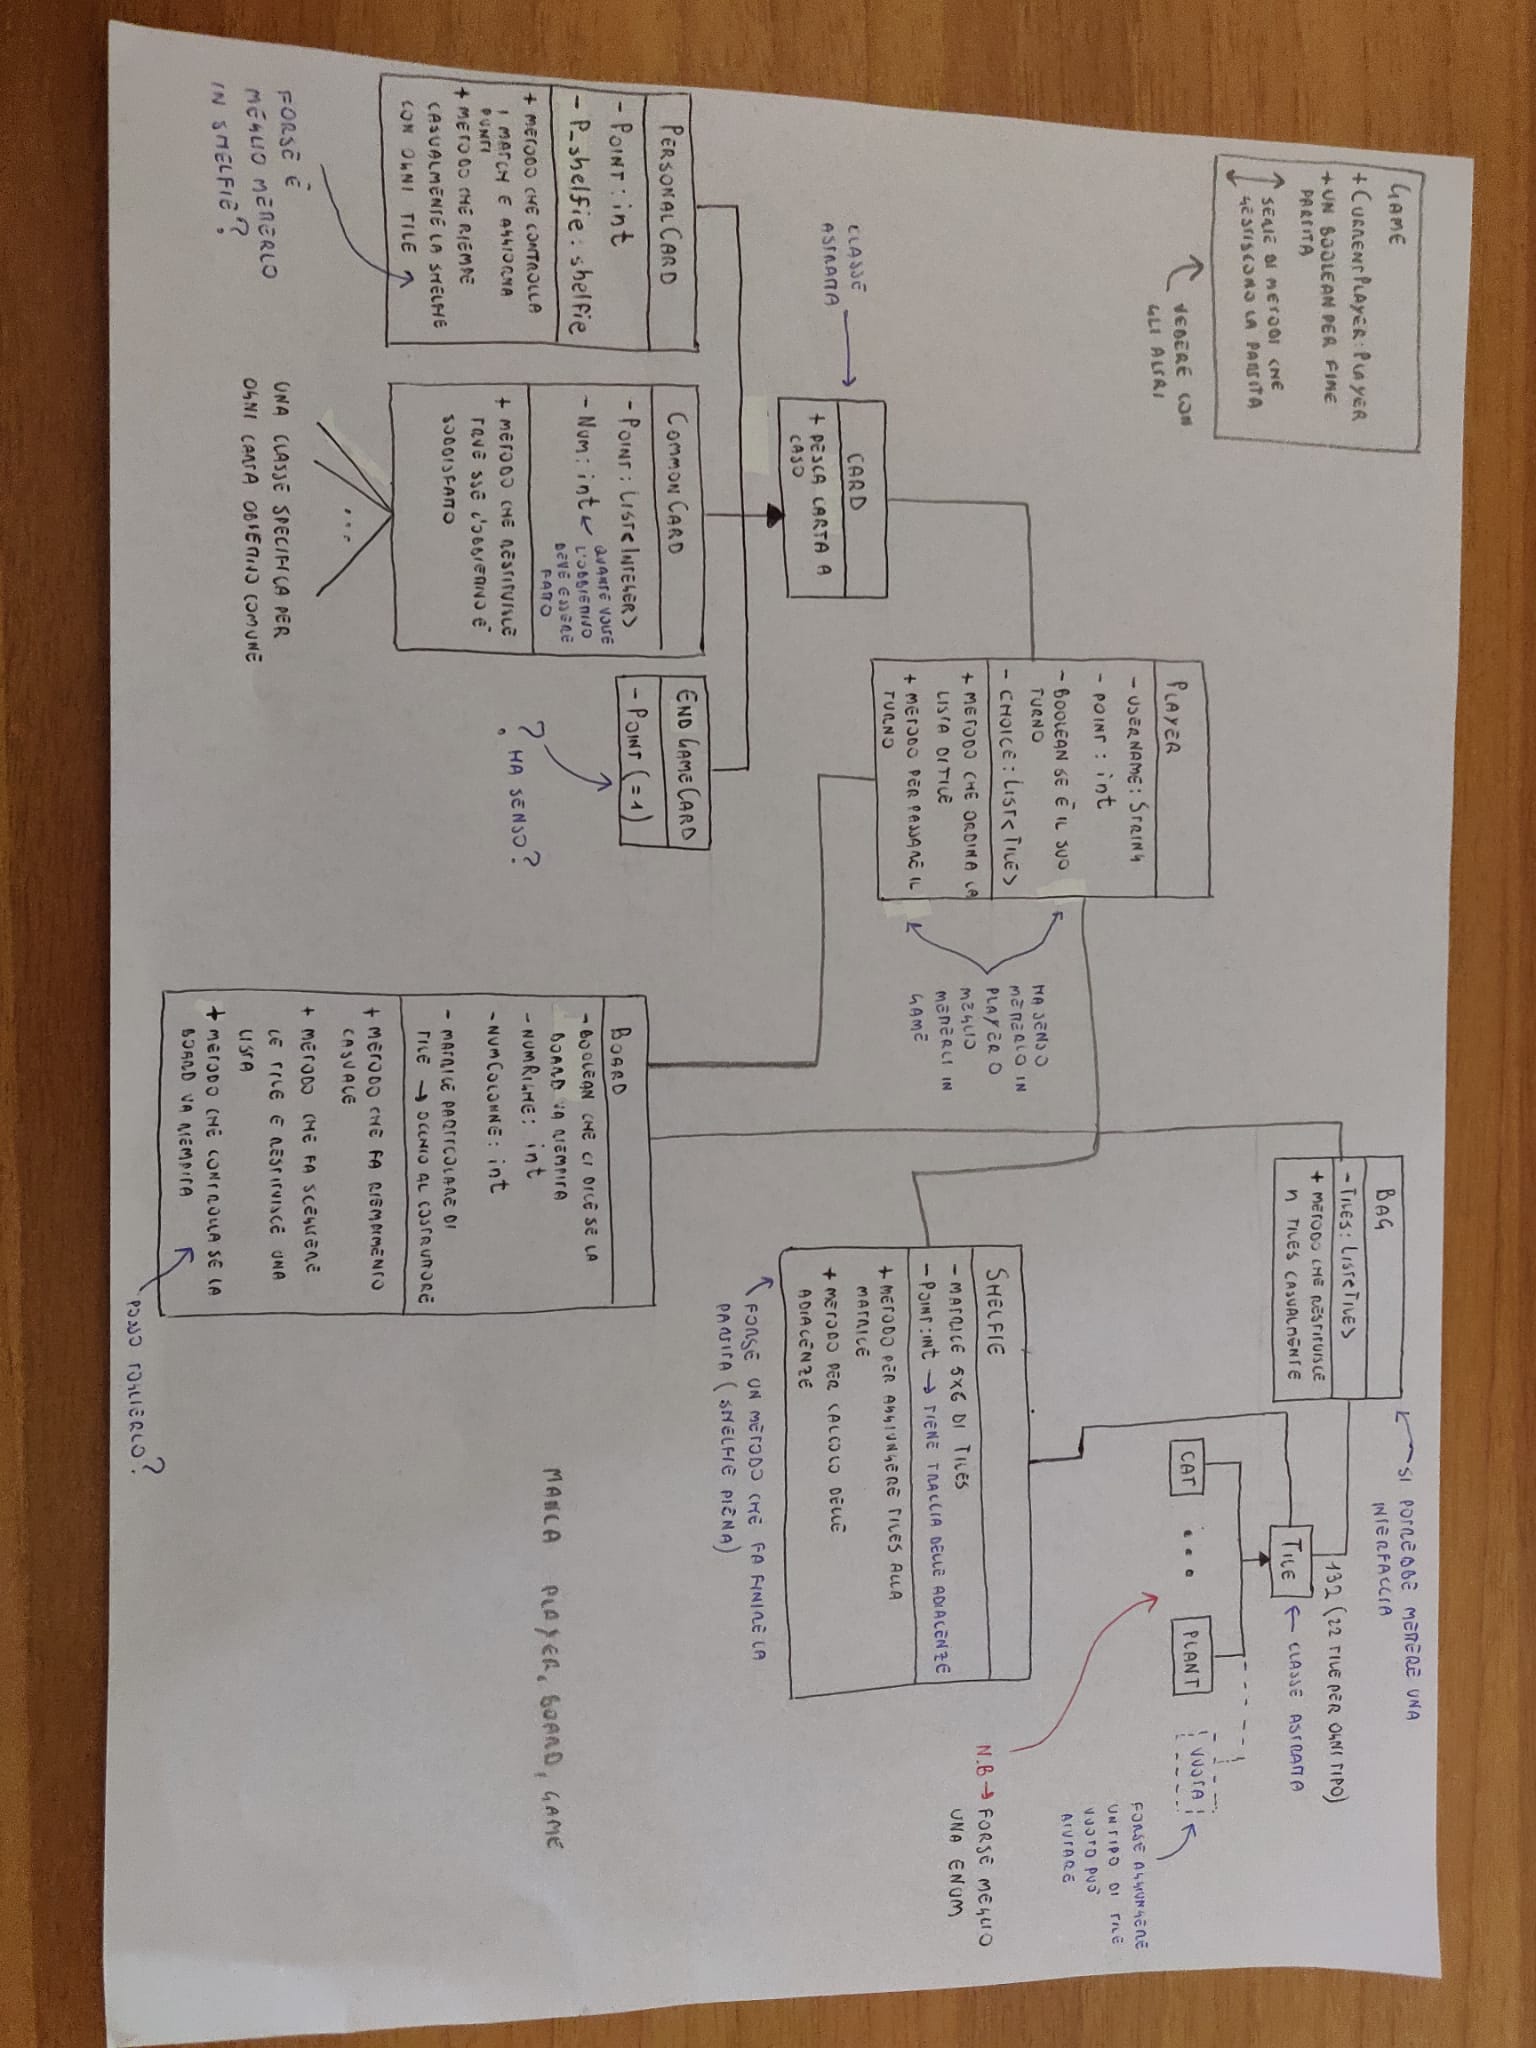 GAME
+ CURRENTPLAYER: PLAYER
+ UN BOOLEAN PER FINE
PARTITA
SERIE DI METODI CHE
GESTISCONO LA PARTITA
VEDERE CON
GLI ALTRI
BAG
- TILES: LIST<TILES>
+ METODO CHE RESTITUISCE
n TILES CASUALMENTE
SI POTREBBE METTERE UNA
INTERFACCIA
132 (22 TILE PER OGNI TIPO)
TILE
← CLASSE ASTRATTA
CAT
...
PLANT
VUOTA
FORSE AGGIUNGERE
UN TIPO DI TILE
VUOTO PUÒ
AIUTARE
N.B → FORSE MEGLIO
UNA ENUM
PLAYER
- USERNAME: STRING
- POINT: int
- BOOLEAN SE È IL SUO
TURNO
- CHOICE: LIST<TILE>
+ METODO CHE ORDINA LA
LISTA DI TILE
+ METODO PER PASSARE IL
TURNO
HA SENSO
METTERLO IN
PLAYER O
MEGLIO
METTERLI IN
GAME
SHELFIE
- MATRICE 5x6 DI TILES
- POINT: int → TIENE TRACCIA DELLE ADIACENZE
+ METODO PER AGGIUNGERE TILES ALLA
MATRICE
+ METODO PER CALCOLO DELLE
ADIACENZE
FORSE UN METODO CHE FA FINIRE LA
PARTITA (SHELFIE PIENA)
CLASSE
ASTRATTA
CARD
+ PESCA CARTA A
CASO
PERSONALCARD
- POINT: int
- P_shelfie: shelfie
+ METODO CHE CONTROLLA
I MATCH E AGGIORNA
PUNTI
+ METODO CHE RIEMPE
CASUALMENTE LA SHELFIE
CON OGNI TILE
FORSE È
MEGLIO METTERLO
IN SHELFIE?
COMMONCARD
- POINT: LIST<INTEGER>
- NUM: int ← QUANTE VOLTE
L'OBBIETTIVO
DEVE ESSERE
FATTO
+ METODO CHE RESTITUISCE
TRUE SSE L'OBBIETTIVO È
SODDISFATTO
...
UNA CLASSE SPECIFICA PER
OGNI CARTA OBIETTIVO COMUNE
END GAMECARD
- POINT (=1)
? HA SENSO?
BOARD
- BOOLEAN CHE CI DICE SE LA
BOARD VA RIEMPITA
- NUMRIGHE: int
- NUMCOLONNE: int
- MATRICE PARTICOLARE DI
TILE → OCCHIO AL COSTRUTTORE
+ METODO CHE FA RIEMPIMENTO
CASUALE
+ METODO CHE FA SCEGLIERE
LE TILE E RESTITUISCE UNA
LISTA
+ METODO CHE CONTROLLA SE LA
BOARD VA RIEMPITA
POSSO TOGLIERLO?
MANCA PLAYER, BOARD, GAME